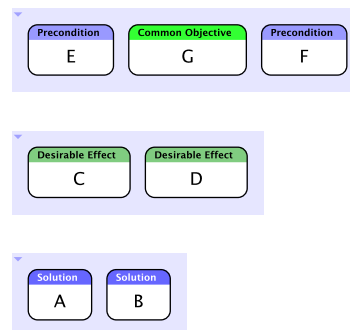 Precondition Common Objective Precondition
E G F
Desirable Effect Desirable Effect
C D
Solution Solution
A B